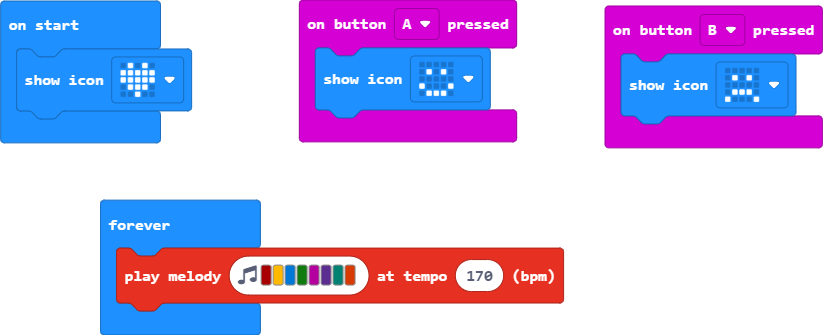 on start
show icon
on button A pressed
show icon
on button B pressed
show icon
forever
play melody at tempo 170 (bpm)